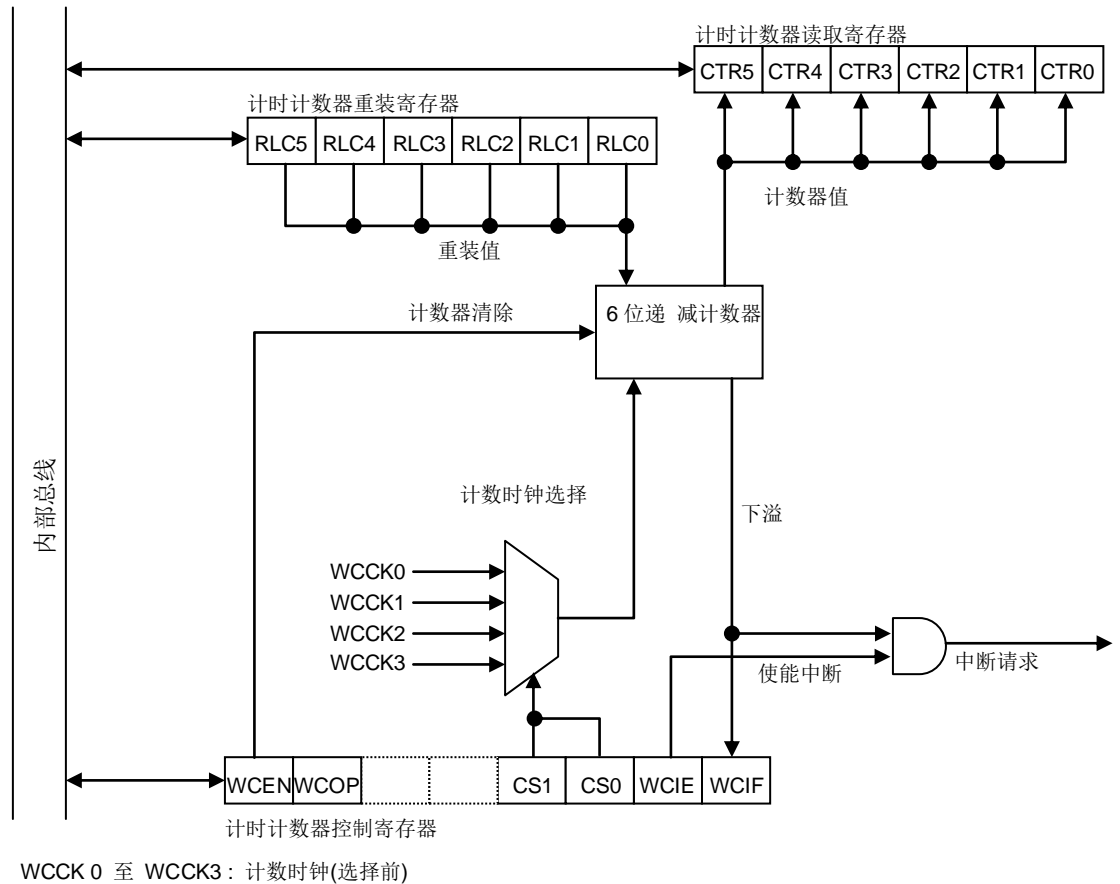 计时计数器读取寄存器
CTR5 CTR4 CTR3 CTR2 CTR1 CTR0
计时计数器重装寄存器
RLC5 RLC4 RLC3 RLC2 RLC1 RLC0
计数器值
重装值
计数器清除
6 位递 减计数器
内部总线
计数时钟选择
下溢
WCCK0
WCCK1
WCCK2
WCCK3
使能中断
中断请求
WCEN WCOP CS1 CS0 WCIE WCIF
计时计数器控制寄存器
WCCK 0 至 WCCK3 : 计数时钟(选择前)